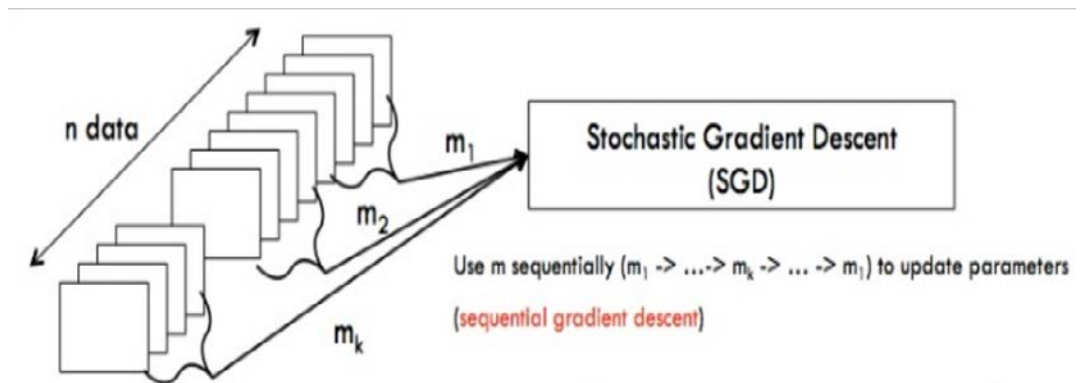 n data
m₁
m₂
mₖ
Stochastic Gradient Descent
(SGD)
Use m sequentially (m₁ -> ...-> mₖ -> ... -> m₁) to update parameters
(sequential gradient descent)